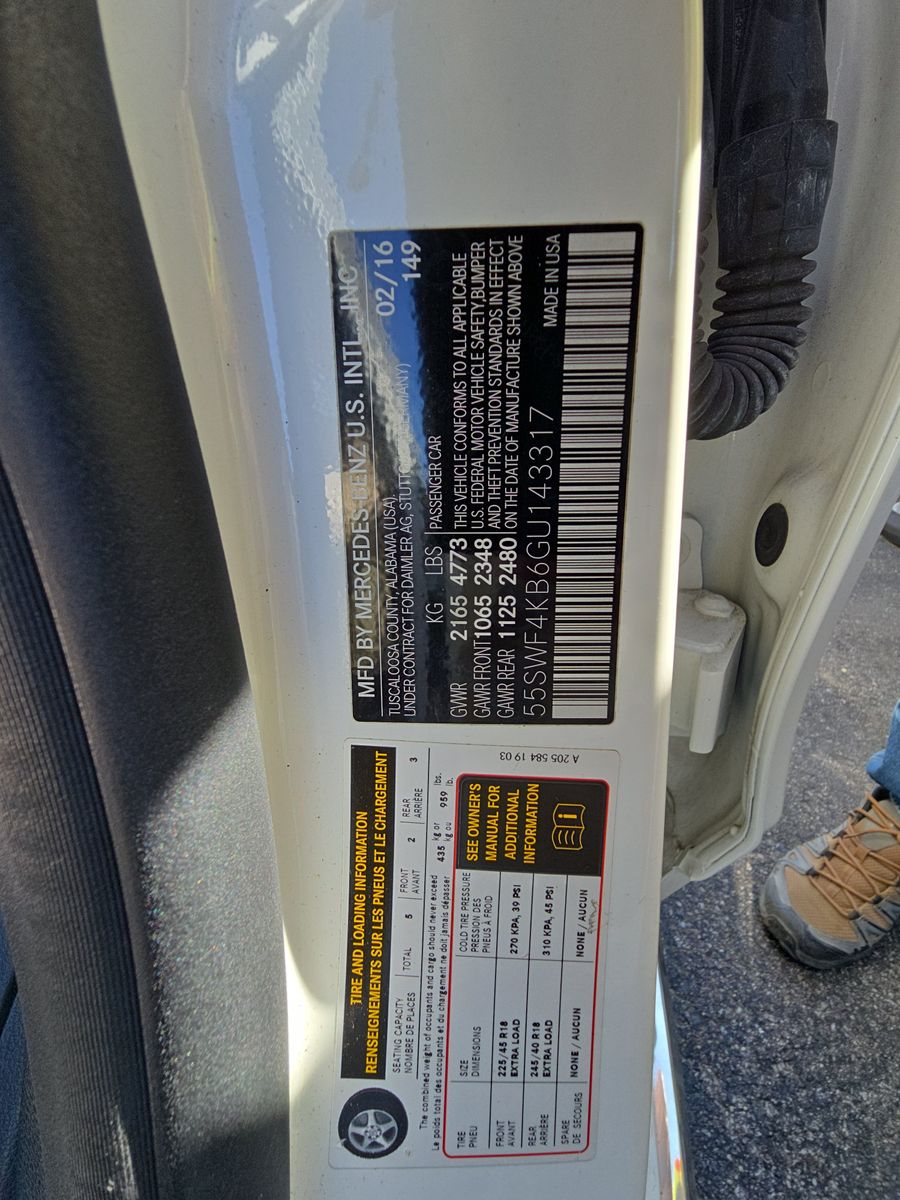 MFD BY MERCEDES-BENZ U.S. INTL. INC
TUSCALOOSA COUNTY, ALABAMA (USA) 02/16
UNDER CONTRACT FOR DAIMLER AG, 149
KG LBS PASSENGER CAR
GVWR 2165 4773
GAWR FRONT 1065 2348
GAWR REAR 1125 2480
THIS VEHICLE CONFORMS TO ALL APPLICABLE
U.S. FEDERAL MOTOR VEHICLE SAFETY, BUMPER
AND THEFT PREVENTION STANDARDS IN EFFECT
ON THE DATE OF MANUFACTURE SHOWN ABOVE
55SWF4KB6GU143317 MADE IN USA
TIRE AND LOADING INFORMATION
RENSEIGNEMENTS SUR LES PNEUS ET LE CHARGEMENT
SEATING CAPACITY TOTAL 5 FRONT 2 REAR 3
NOMBRE DE PLACES AVANT ARRIÈRE
The combined weight of occupants and cargo should never exceed 435 kg or 959 lbs.
Le poids total des occupants et du chargement ne doit jamais dépasser kg ou lb.
TIRE SIZE COLD TIRE PRESSURE
PNEU DIMENSIONS PRESSION DES
PNEUS À FROID
FRONT 225/45 R18 270 KPA, 39 PSI
AVANT EXTRA LOAD
REAR 245/40 R18 310 KPA, 45 PSI
ARRIÈRE EXTRA LOAD
SPARE NONE / AUCUN NONE / AUCUN
DE SECOURS
SEE OWNER'S
MANUAL FOR
ADDITIONAL
INFORMATION
A 205 584 19 03